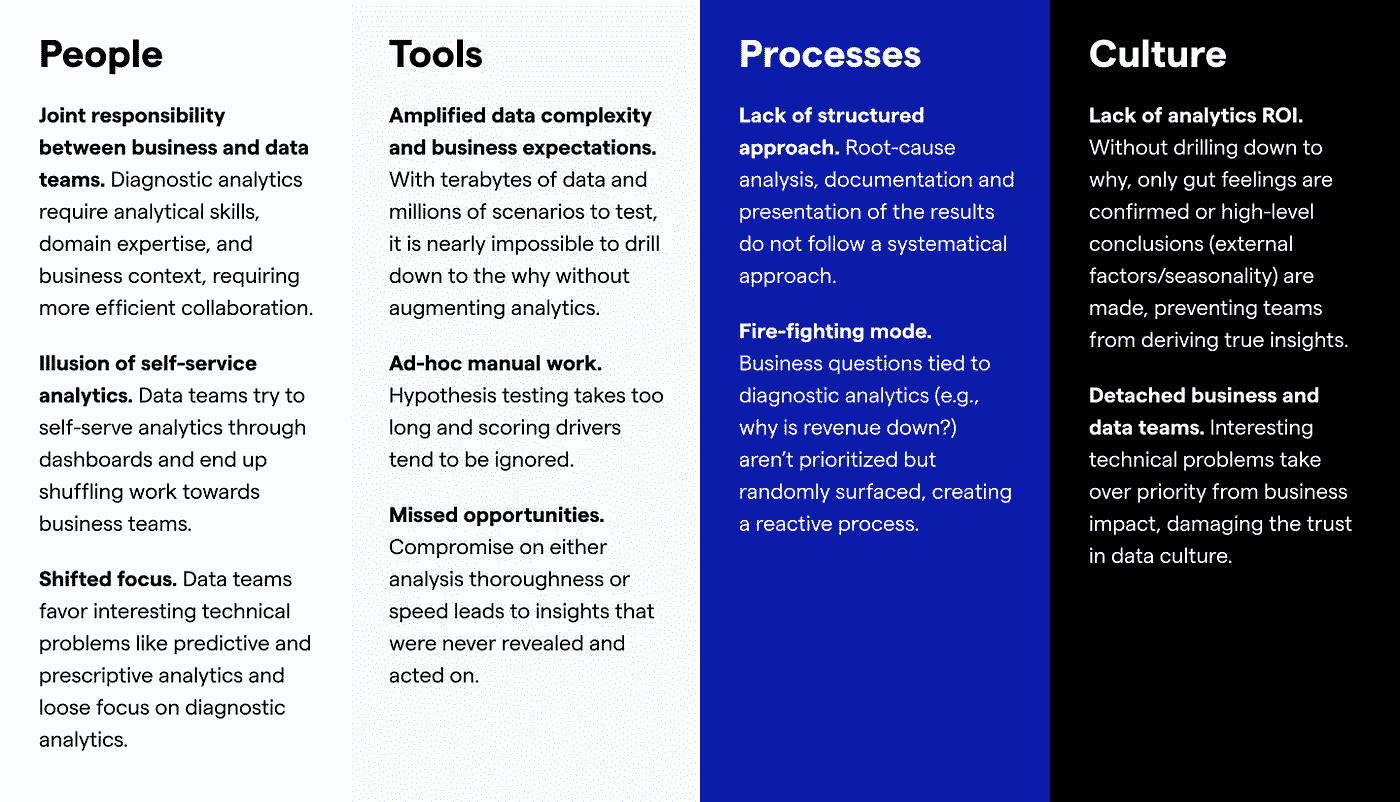 People
Joint responsibility
between business and data
teams. Diagnostic analytics
require analytical skills,
domain expertise, and
business context, requiring
more efficient collaboration.
Illusion of self-service
analytics. Data teams try to
self-serve analytics through
dashboards and end up
shuffling work towards
business teams.
Shifted focus. Data teams
favor interesting technical
problems like predictive and
prescriptive analytics and
loose focus on diagnostic
analytics.
Tools
Amplified data complexity
and business expectations.
With terabytes of data and
millions of scenarios to test,
it is nearly impossible to drill
down to the why without
augmenting analytics.
Ad-hoc manual work.
Hypothesis testing takes too
long and scoring drivers
tend to be ignored.
Missed opportunities.
Compromise on either
analysis thoroughness or
speed leads to insights that
were never revealed and
acted on.
Processes
Lack of structured
approach. Root-cause
analysis, documentation and
presentation of the results
do not follow a systematical
approach.
Fire-fighting mode.
Business questions tied to
diagnostic analytics (e.g.,
why is revenue down?)
aren’t prioritized but
randomly surfaced, creating
a reactive process.
Culture
Lack of analytics ROI.
Without drilling down to
why, only gut feelings are
confirmed or high-level
conclusions (external
factors/seasonality) are
made, preventing teams
from deriving true insights.
Detached business and
data teams. Interesting
technical problems take
over priority from business
impact, damaging the trust
in data culture.